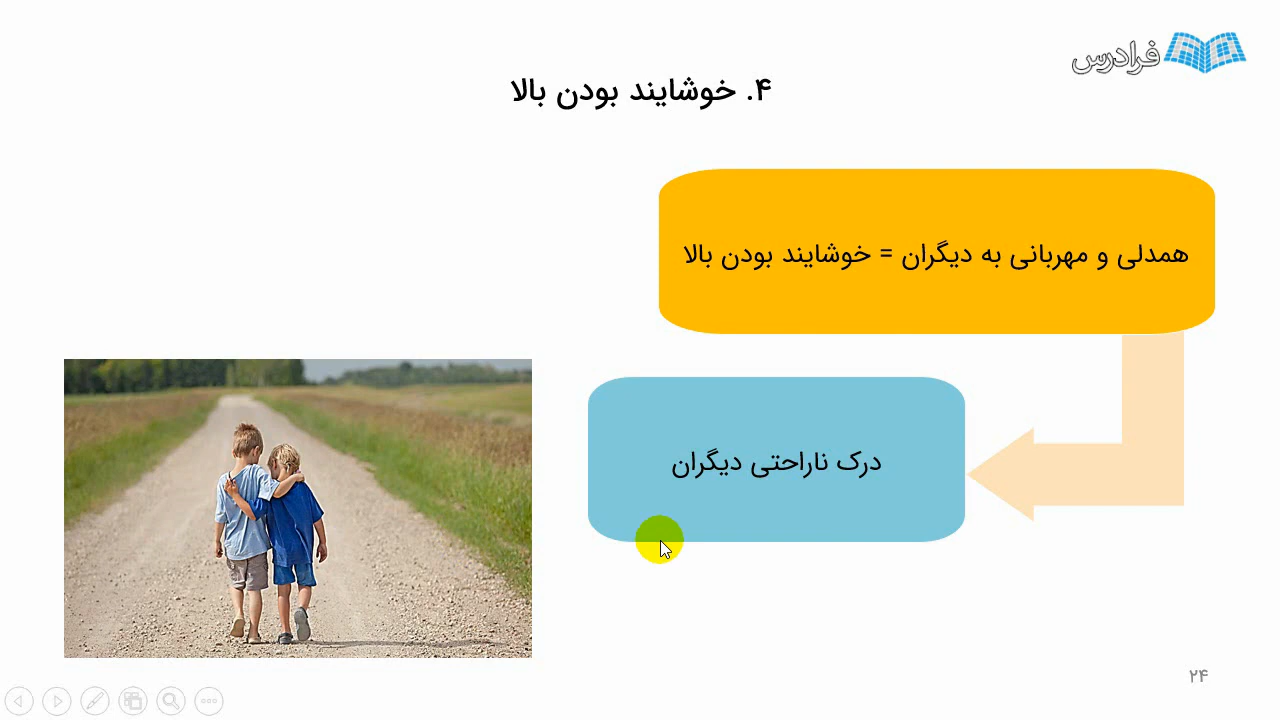 فرادرس
۴. خوشایند بودن بالا
همدلی و مهربانی به دیگران = خوشایند بودن بالا
درک ناراحتی دیگران
۲۴